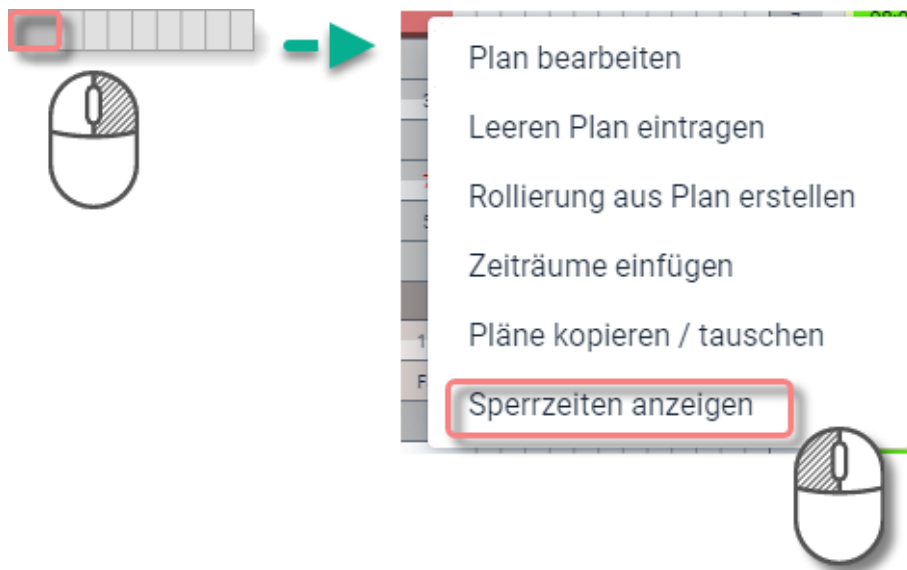 Plan bearbeiten
Leeren Plan eintragen
Rollierung aus Plan erstellen
Zeiträume einfügen
Pläne kopieren / tauschen
Sperrzeiten anzeigen